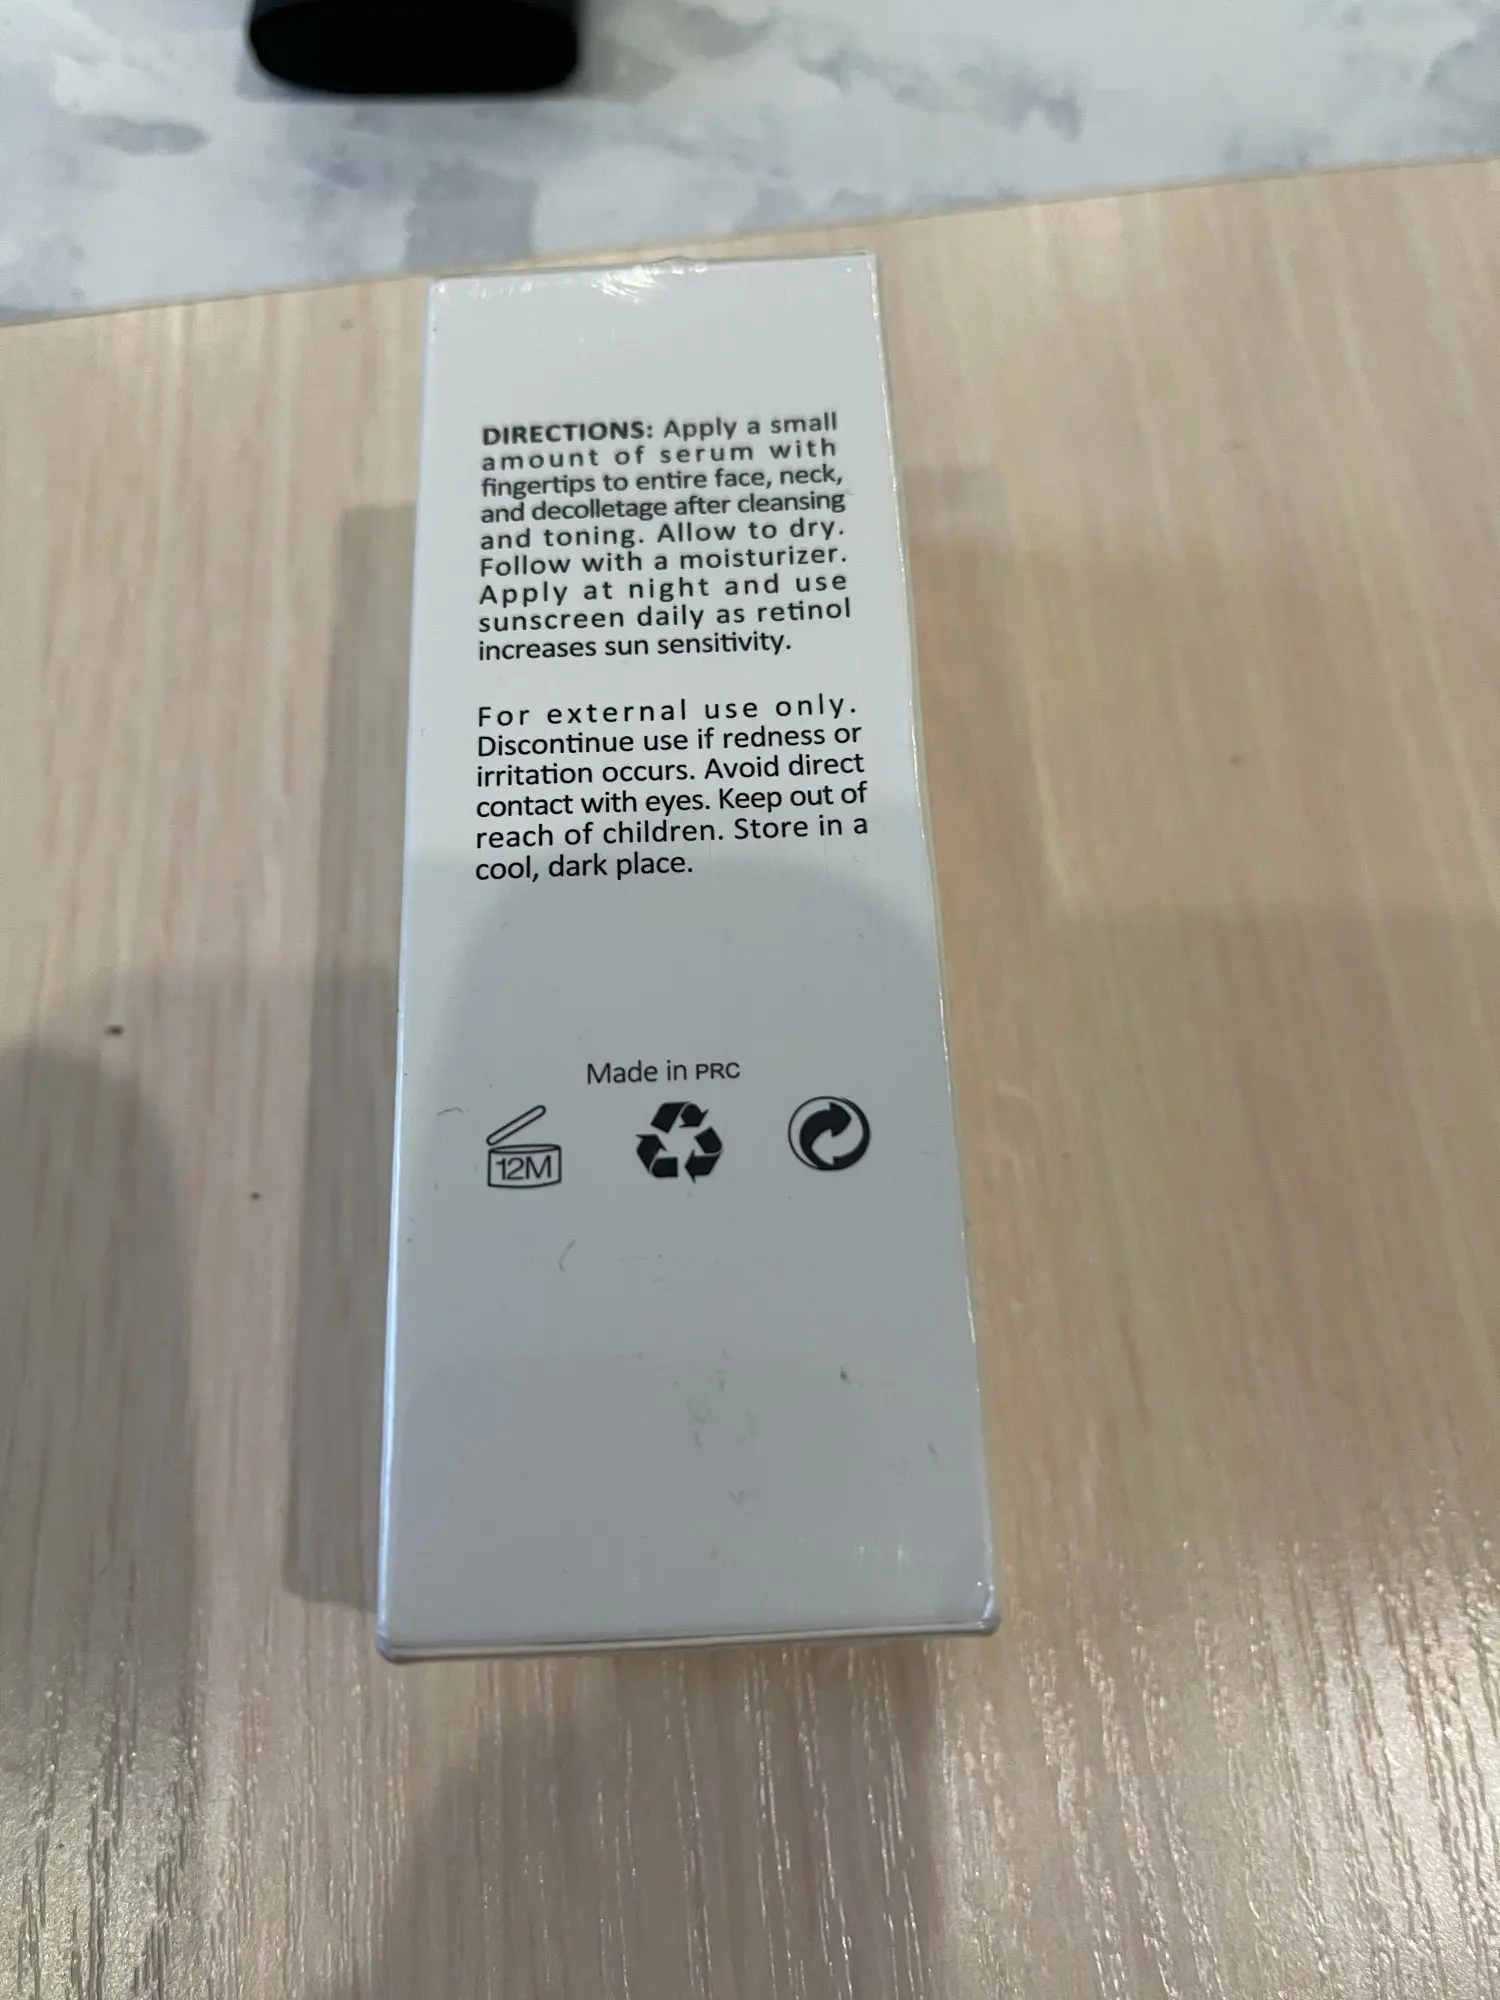 DIRECTIONS: Apply a small
amount of serum with
fingertips to entire face, neck,
and decolletage after cleansing
and toning. Allow to dry.
Follow with a moisturizer.
Apply at night and use
sunscreen daily as retinol
increases sun sensitivity.
For external use only.
Discontinue use if redness or
irritation occurs. Avoid direct
contact with eyes. Keep out of
reach of children. Store in a
cool, dark place.
Made in PRC
12M